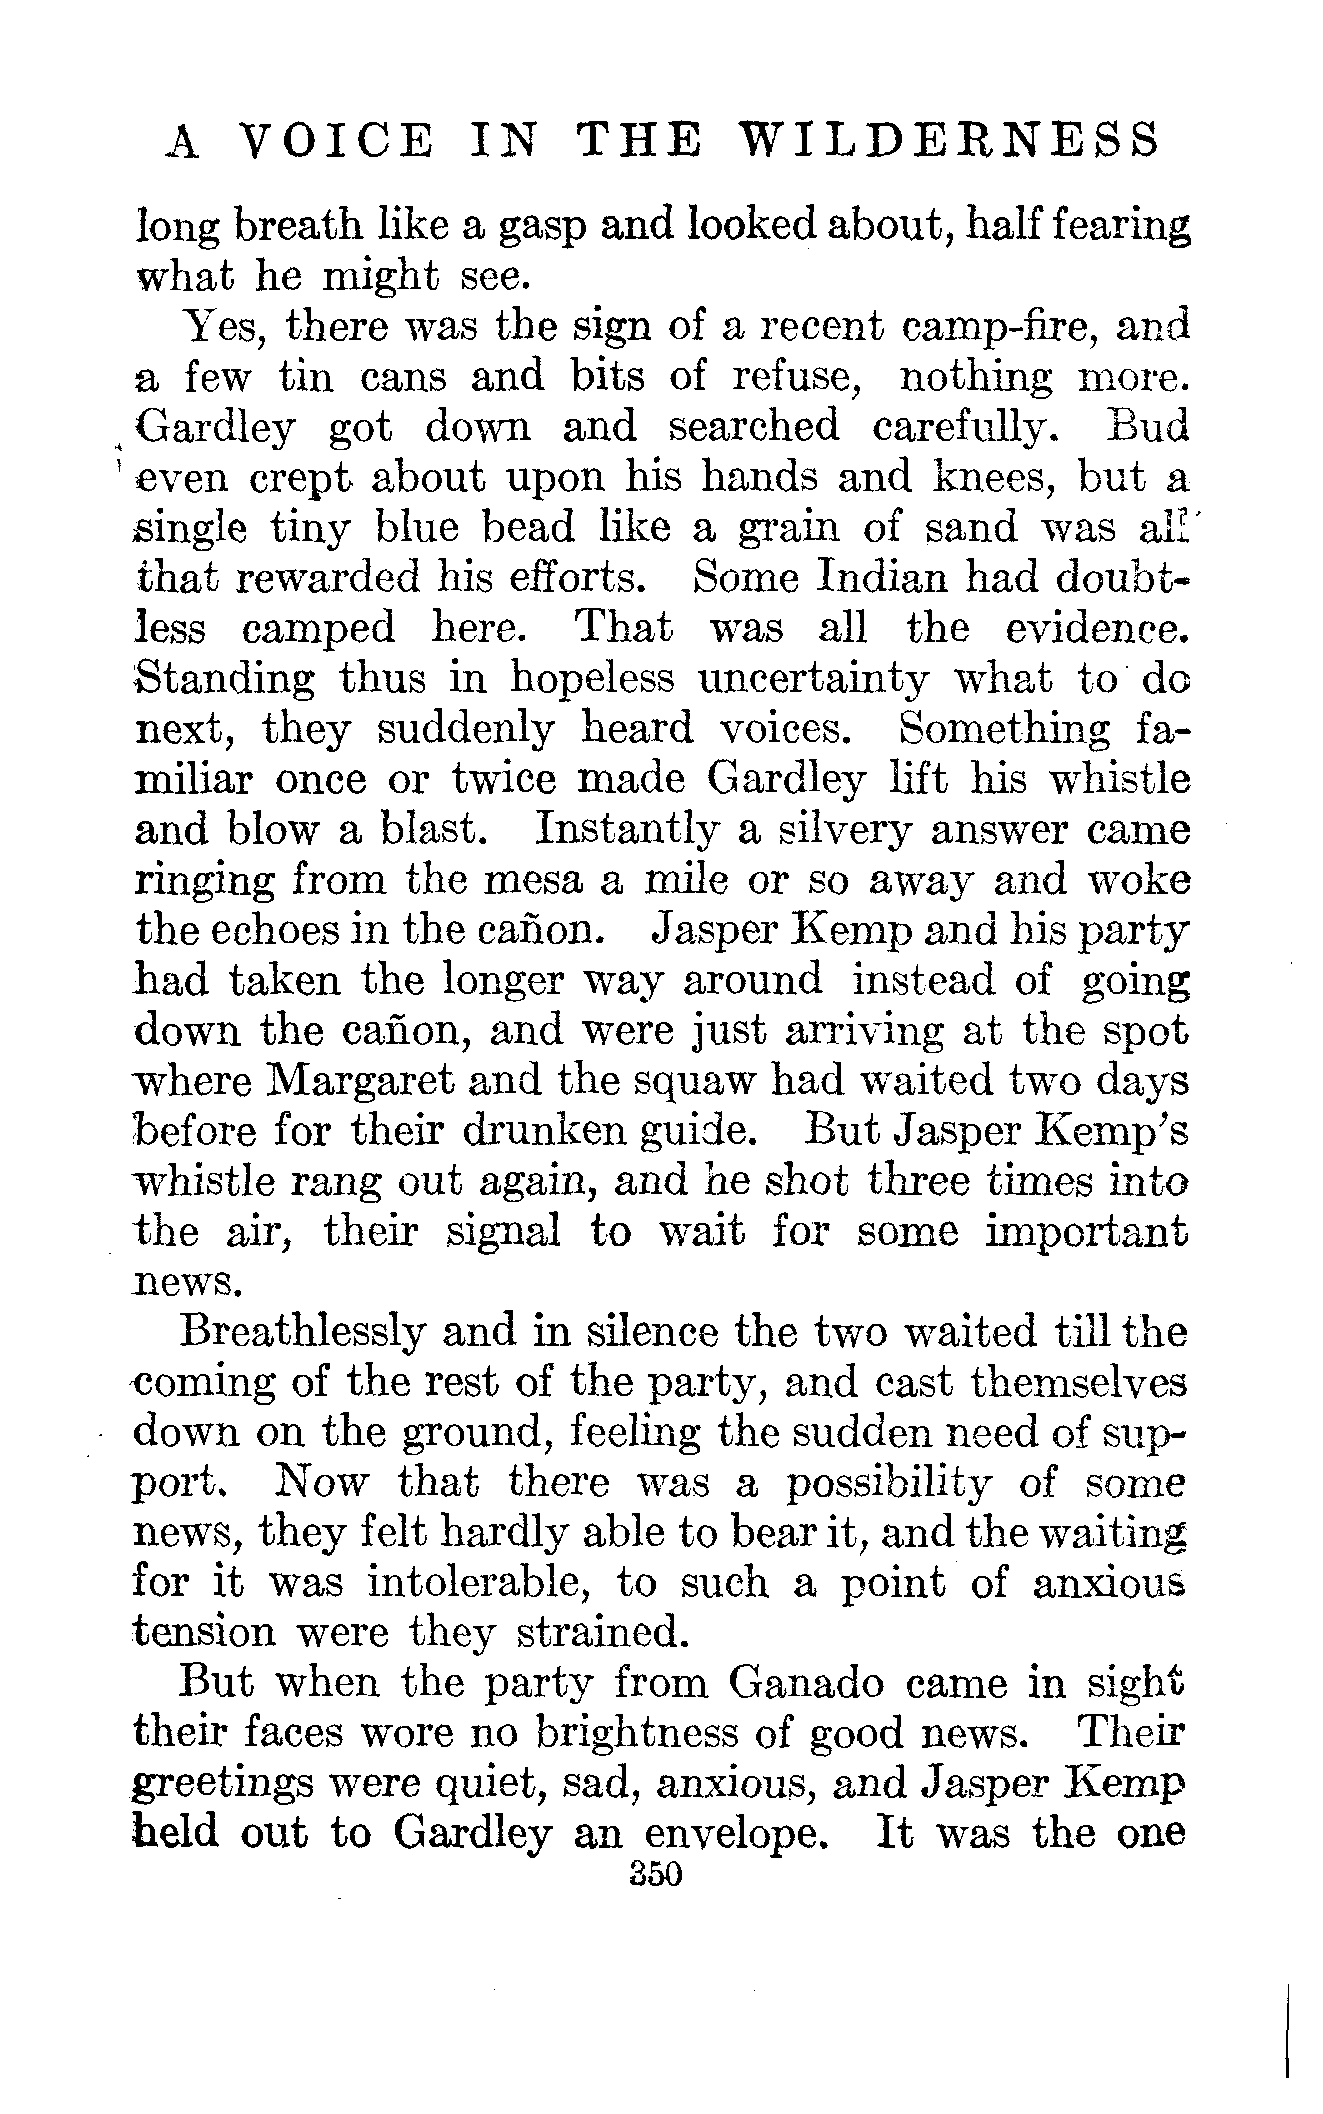 A VOICE IN THE WILDERNESS
long breath like a gasp and looked about, half fearing
what he might see.
Yes, there was the sign of a recent camp-fire, and
a few tin cans and bits of refuse, nothing more.
Gardley got down and searched carefully. Bud
even crept about upon his hands and knees, but a
single tiny blue bead like a grain of sand was all
that rewarded his efforts. Some Indian had doubt-
less camped here. That was all the evidence.
Standing thus in hopeless uncertainty what to do
next, they suddenly heard voices. Something fa-
miliar once or twice made Gardley lift his whistle
and blow a blast. Instantly a silvery answer came
ringing from the mesa a mile or so away and woke
the echoes in the cañon. Jasper Kemp and his party
had taken the longer way around instead of going
down the cañon, and were just arriving at the spot
where Margaret and the squaw had waited two days
before for their drunken guide. But Jasper Kemp's
whistle rang out again, and he shot three times into
the air, their signal to wait for some important
news.
Breathlessly and in silence the two waited till the
coming of the rest of the party, and cast themselves
down on the ground, feeling the sudden need of sup-
port. Now that there was a possibility of some
news, they felt hardly able to bear it, and the waiting
for it was intolerable, to such a point of anxious
tension were they strained.
But when the party from Ganado came in sight
their faces wore no brightness of good news. Their
greetings were quiet, sad, anxious, and Jasper Kemp
held out to Gardley an envelope. It was the one
350